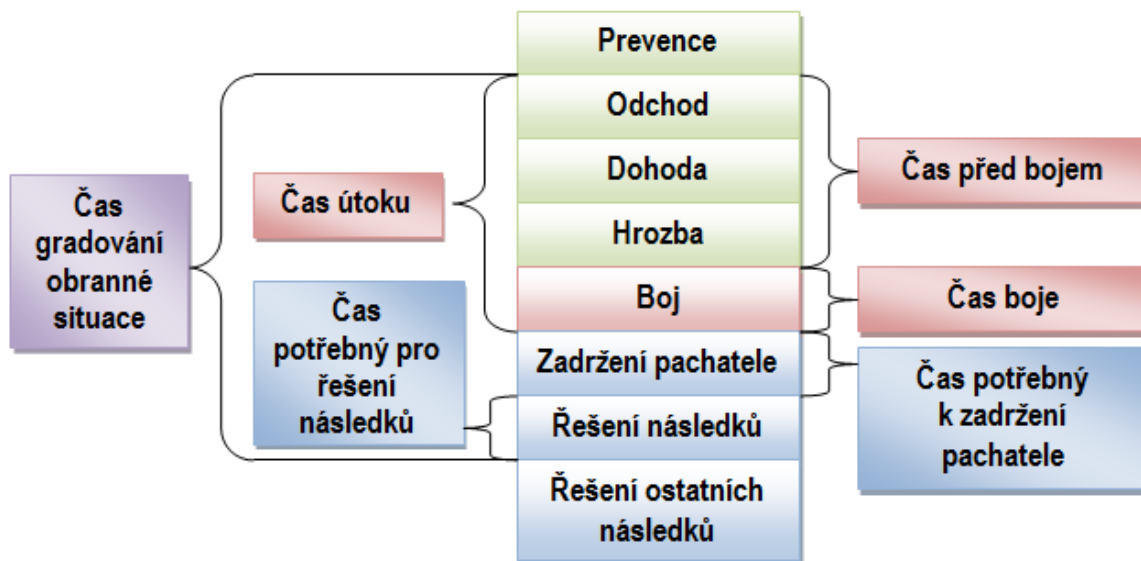 Čas
gradování
obranné
situace
Čas útoku
Čas
potřebný pro
řešení
následků
Prevence
Odchod
Dohoda
Hrozba
Boj
Zadržení pachatele
Řešení následků
Řešení ostatních
následků
Čas před bojem
Čas boje
Čas potřebný
k zadržení
pachatele